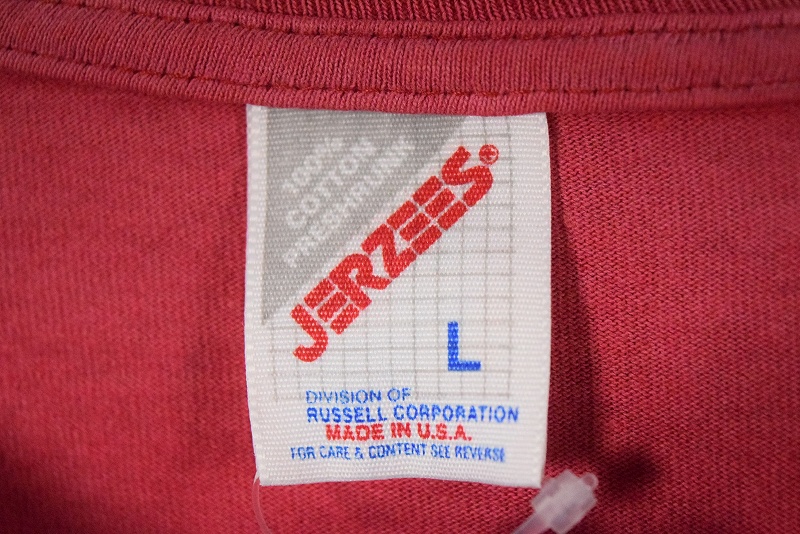 100%
COTTON
PRESHRUNK
JERZEES®
L
DIVISION OF
RUSSELL CORPORATION
MADE IN U.S.A.
FOR CARE & CONTENT SEE REVERSE